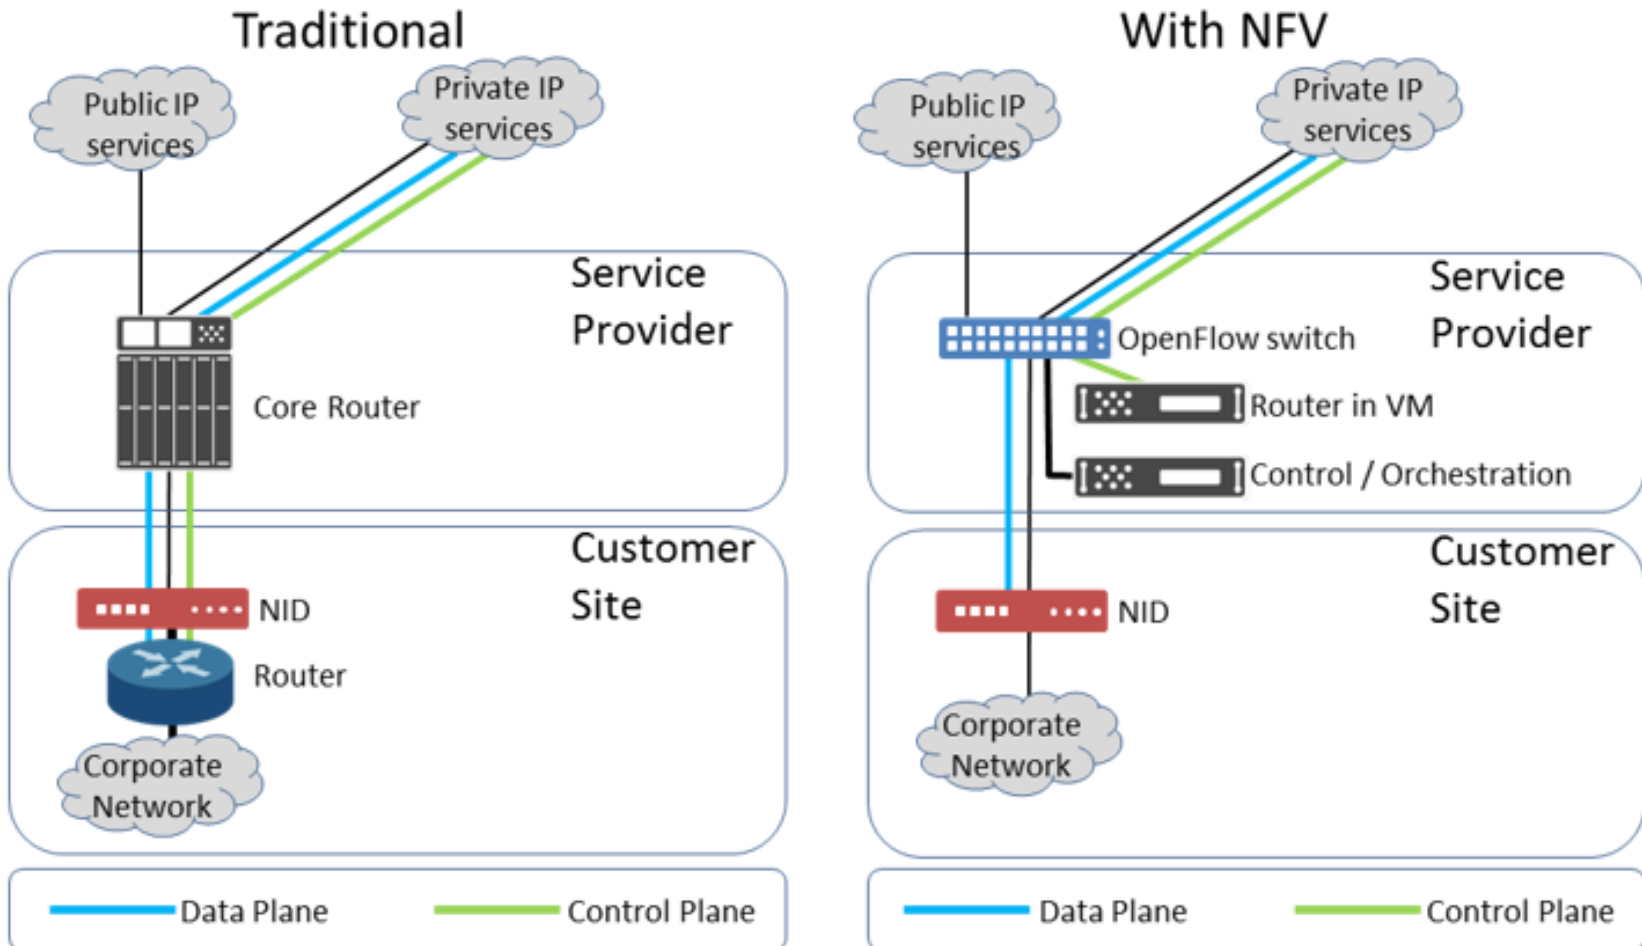 Traditional
Public IP
services
Private IP
services
Service
Provider
Core Router
Customer
Site
NID
Router
Corporate
Network
Data Plane
Control Plane
With NFV
Public IP
services
Private IP
services
Service
Provider
OpenFlow switch
Router in VM
Control / Orchestration
Customer
Site
NID
Corporate
Network
Data Plane
Control Plane